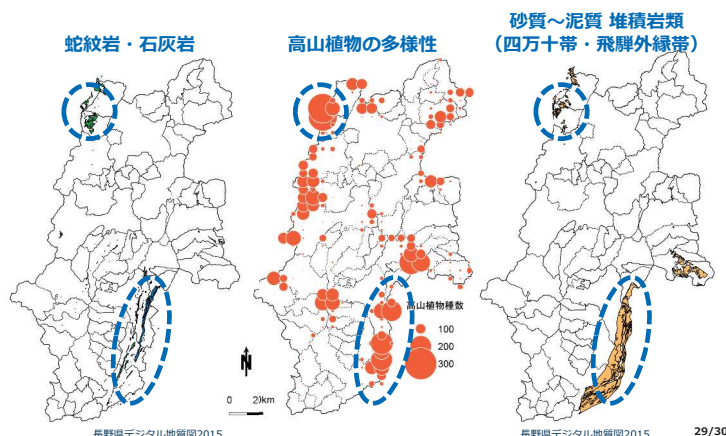 蛇紋岩・石灰岩
高山植物の多様性
砂質～泥質 堆積岩類
（四万十帯・飛騨外縁帯）
高山植物種数
100
200
300
N
0 20km
長野県デジタル地質図2015
長野県デジタル地質図2015
29/30